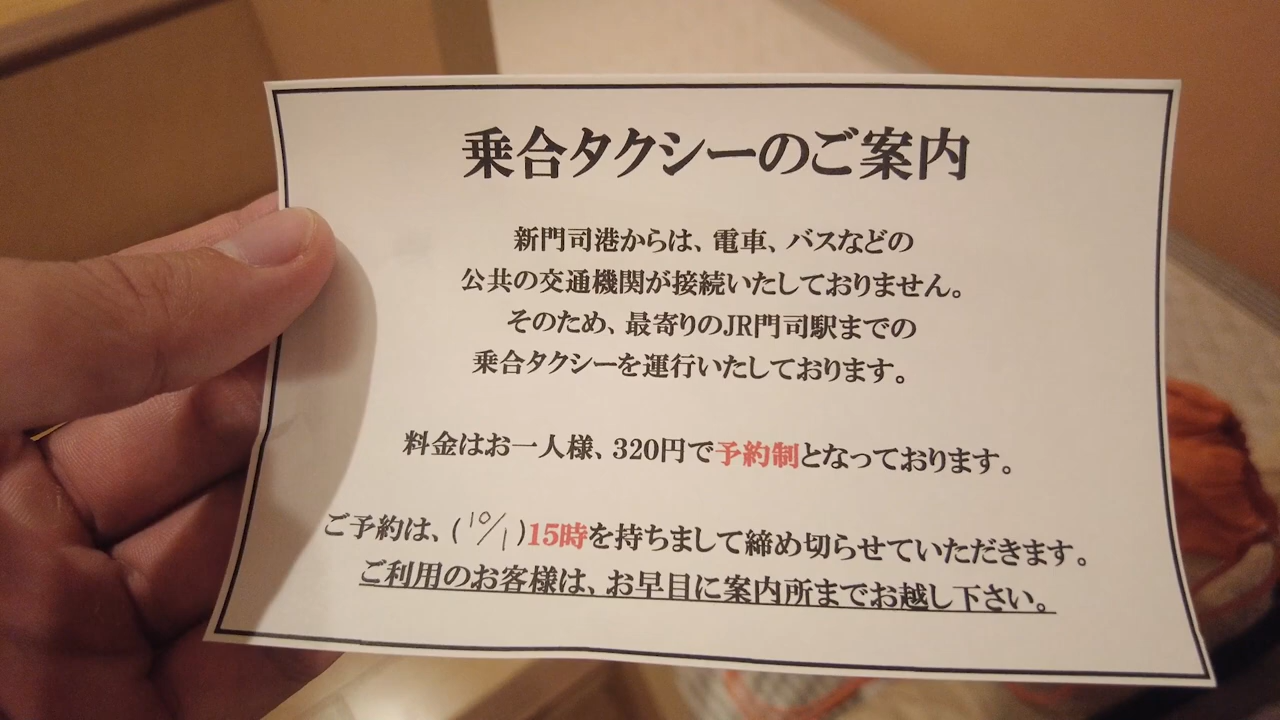 乗合タクシーのご案内
新門司港からは、電車、バスなどの
公共の交通機関が接続いたしておりません。
そのため、最寄りのJR門司駅までの
乗合タクシーを運行いたしております。
料金はお一人様、320円で予約制となっております。
ご予約は、(10/1)15時を持ちまして締め切らせていただきます。
ご利用のお客様は、お早目に案内所までお越し下さい。